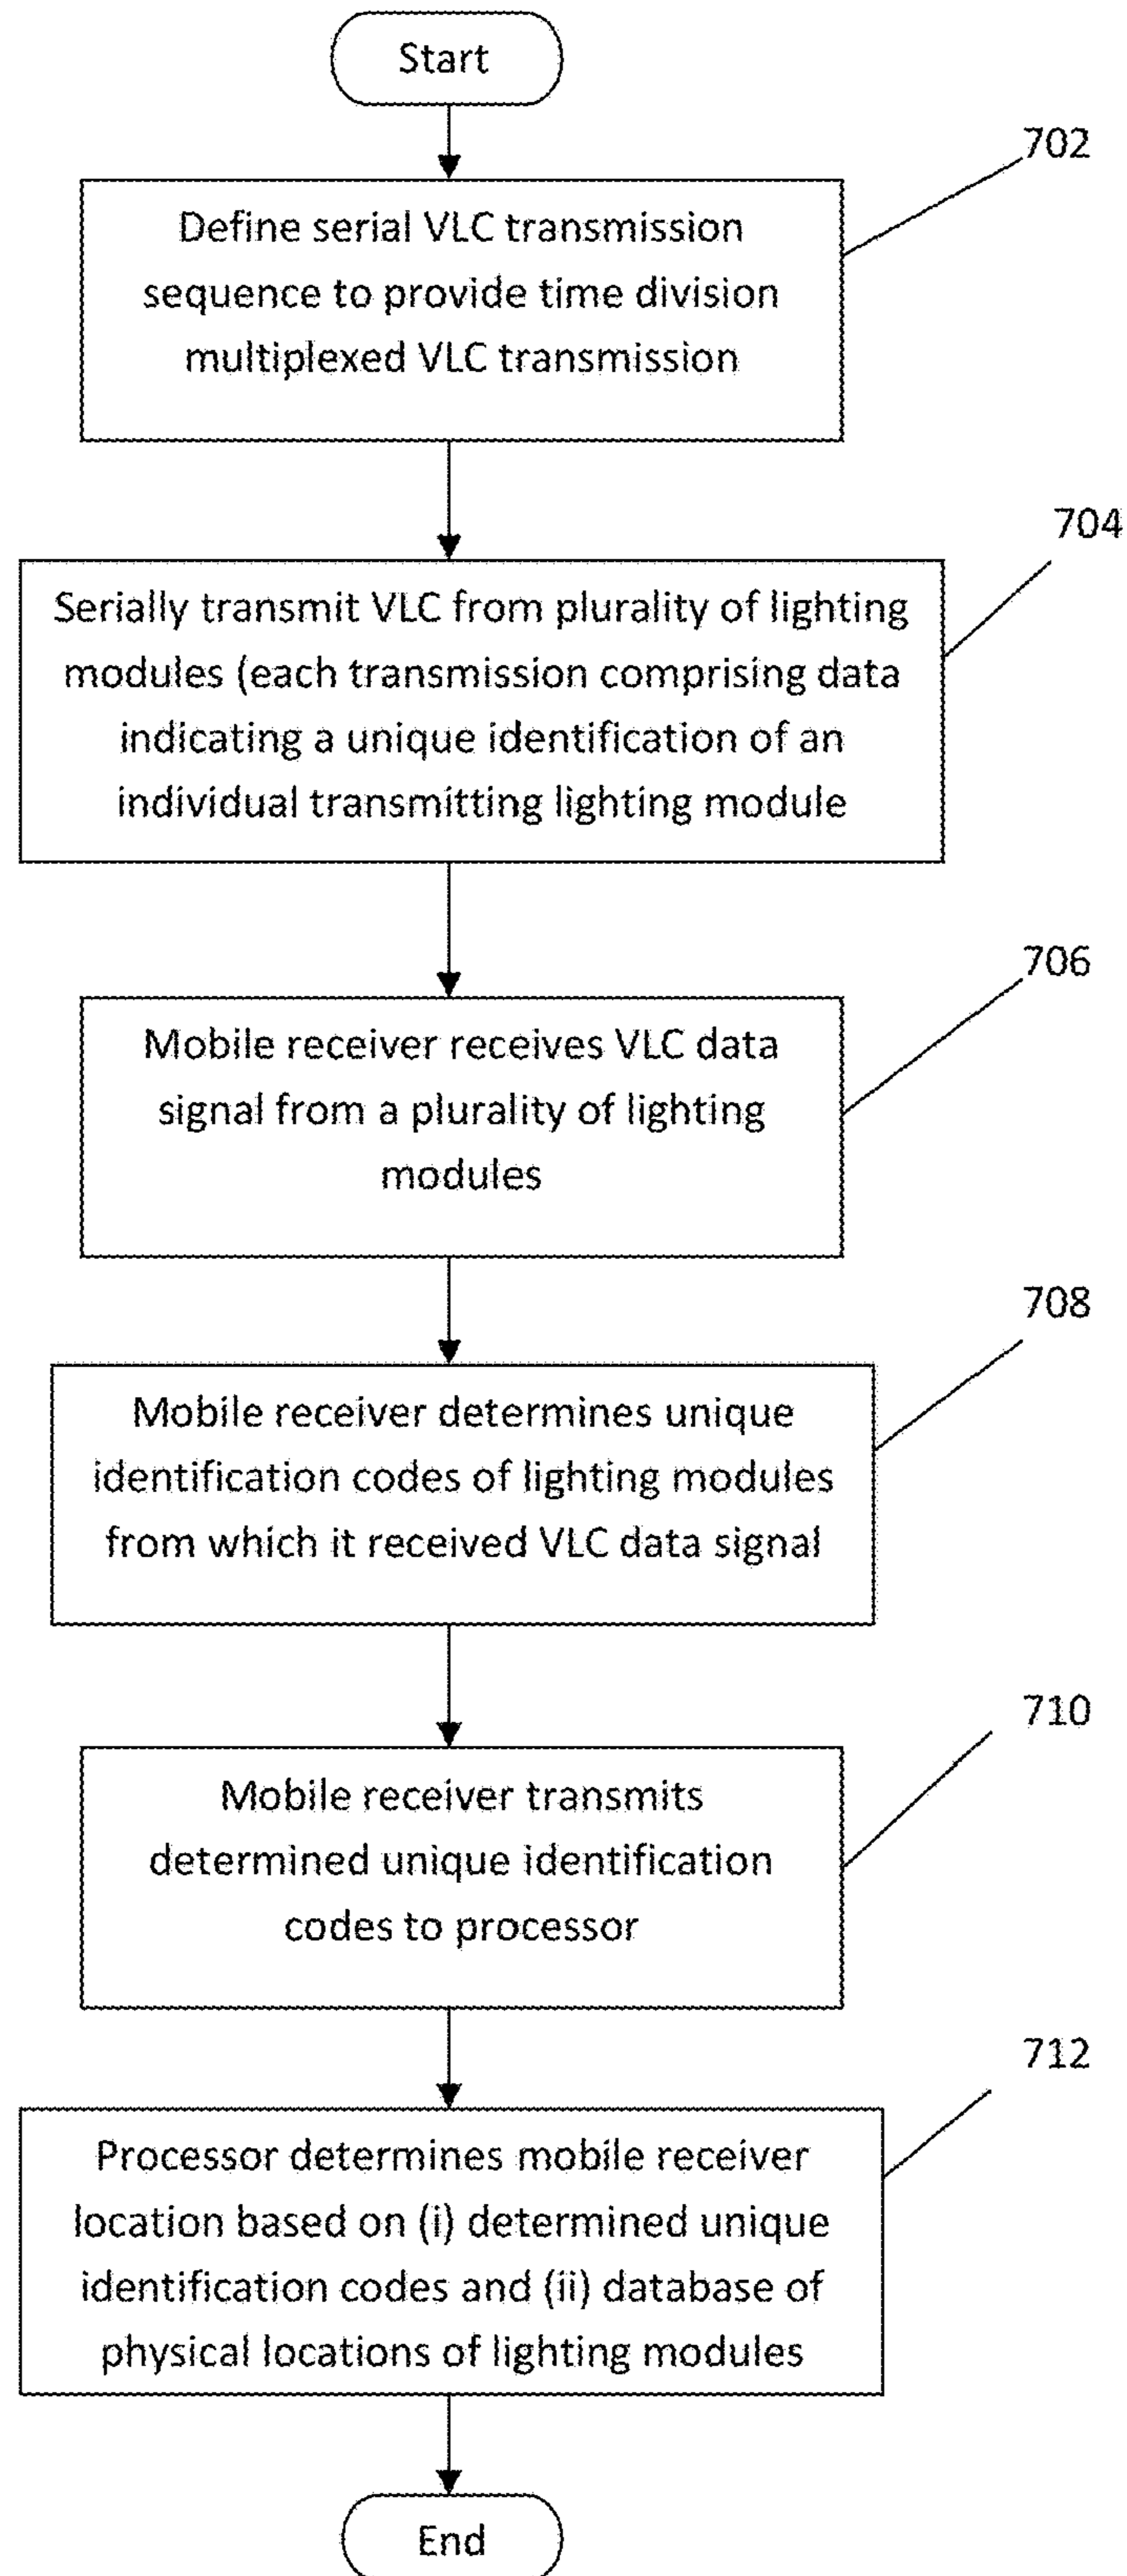 Start
702
Define serial VLC transmission
sequence to provide time division
multiplexed VLC transmission
704
Serially transmit VLC from plurality of lighting
modules (each transmission comprising data
indicating a unique identification of an
individual transmitting lighting module
706
Mobile receiver receives VLC data
signal from a plurality of lighting
modules
708
Mobile receiver determines unique
identification codes of lighting modules
from which it received VLC data signal
710
Mobile receiver transmits
determined unique identification
codes to processor
712
Processor determines mobile receiver
location based on (i) determined unique
identification codes and (ii) database of
physical locations of lighting modules
End